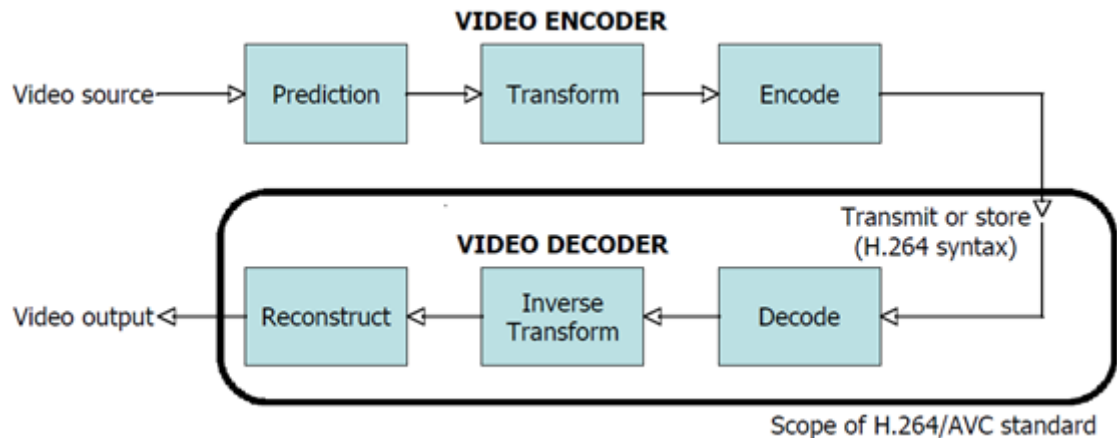 VIDEO ENCODER
Video source
Prediction
Transform
Encode
Transmit or store
(H.264 syntax)
VIDEO DECODER
Video output
Reconstruct
Inverse
Transform
Decode
Scope of H.264/AVC standard